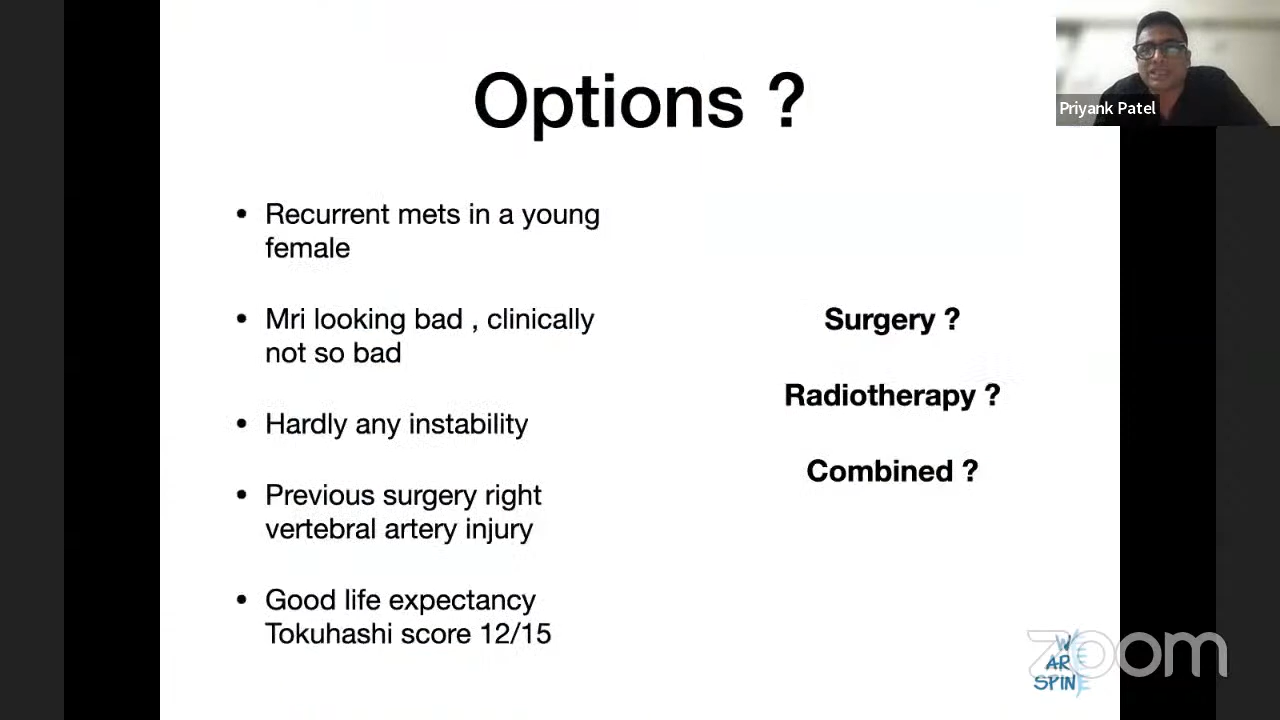 Options ?
Priyank Patel
• Recurrent mets in a young
female
• Mri looking bad , clinically
not so bad
• Hardly any instability
• Previous surgery right
vertebral artery injury
• Good life expectancy
Tokuhashi score 12/15
Surgery ?
Radiotherapy ?
Combined ?
W
ARE
SPINE
zoom